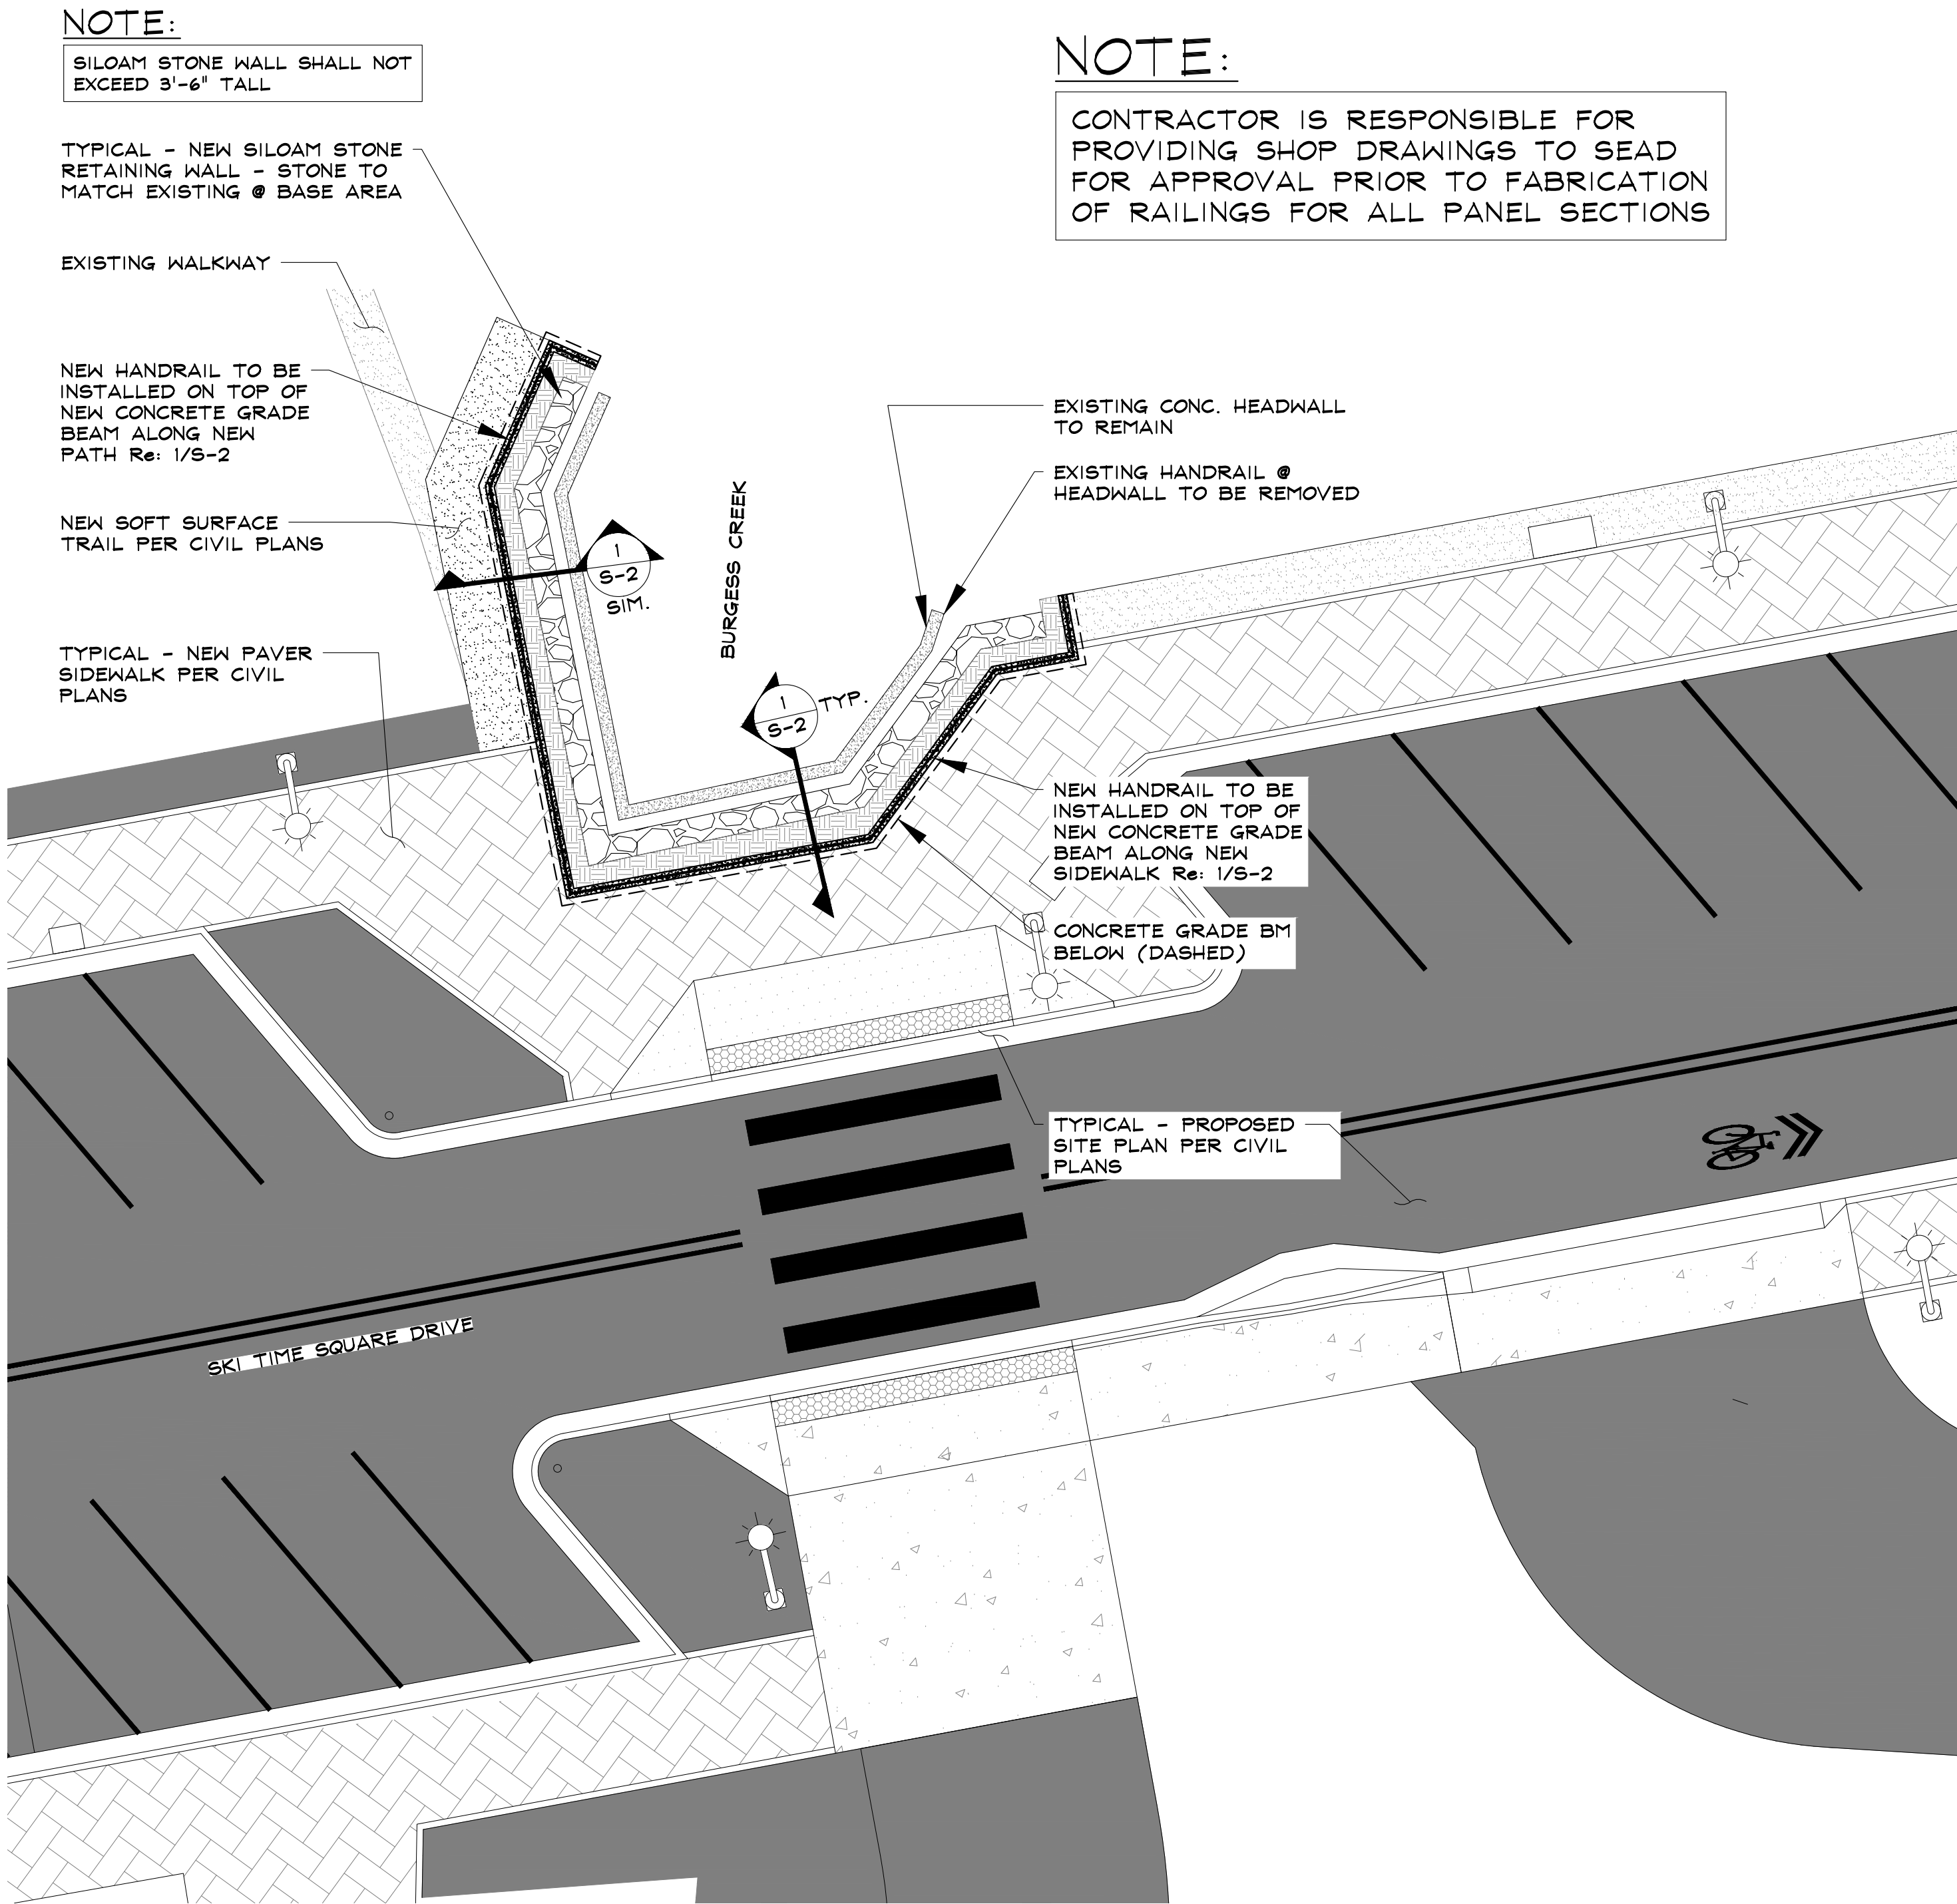 NOTE:
SILOAM STONE WALL SHALL NOT
EXCEED 3'-6" TALL
TYPICAL - NEW SILOAM STONE
RETAINING WALL - STONE TO
MATCH EXISTING @ BASE AREA
EXISTING WALKWAY
NEW HANDRAIL TO BE
INSTALLED ON TOP OF
NEW CONCRETE GRADE
BEAM ALONG NEW
PATH Re: 1/S-2
NEW SOFT SURFACE
TRAIL PER CIVIL PLANS
TYPICAL - NEW PAVER
SIDEWALK PER CIVIL
PLANS
NOTE:
CONTRACTOR IS RESPONSIBLE FOR
PROVIDING SHOP DRAWINGS TO SEAD
FOR APPROVAL PRIOR TO FABRICATION
OF RAILINGS FOR ALL PANEL SECTIONS
EXISTING CONC. HEADWALL
TO REMAIN
EXISTING HANDRAIL @
HEADWALL TO BE REMOVED
1
S-2
SIM.
BURGESS CREEK
1
S-2
TYP.
NEW HANDRAIL TO BE
INSTALLED ON TOP OF
NEW CONCRETE GRADE
BEAM ALONG NEW
SIDEWALK Re: 1/S-2
CONCRETE GRADE BM
BELOW (DASHED)
TYPICAL - PROPOSED
SITE PLAN PER CIVIL
PLANS
SKI TIME SQUARE DRIVE